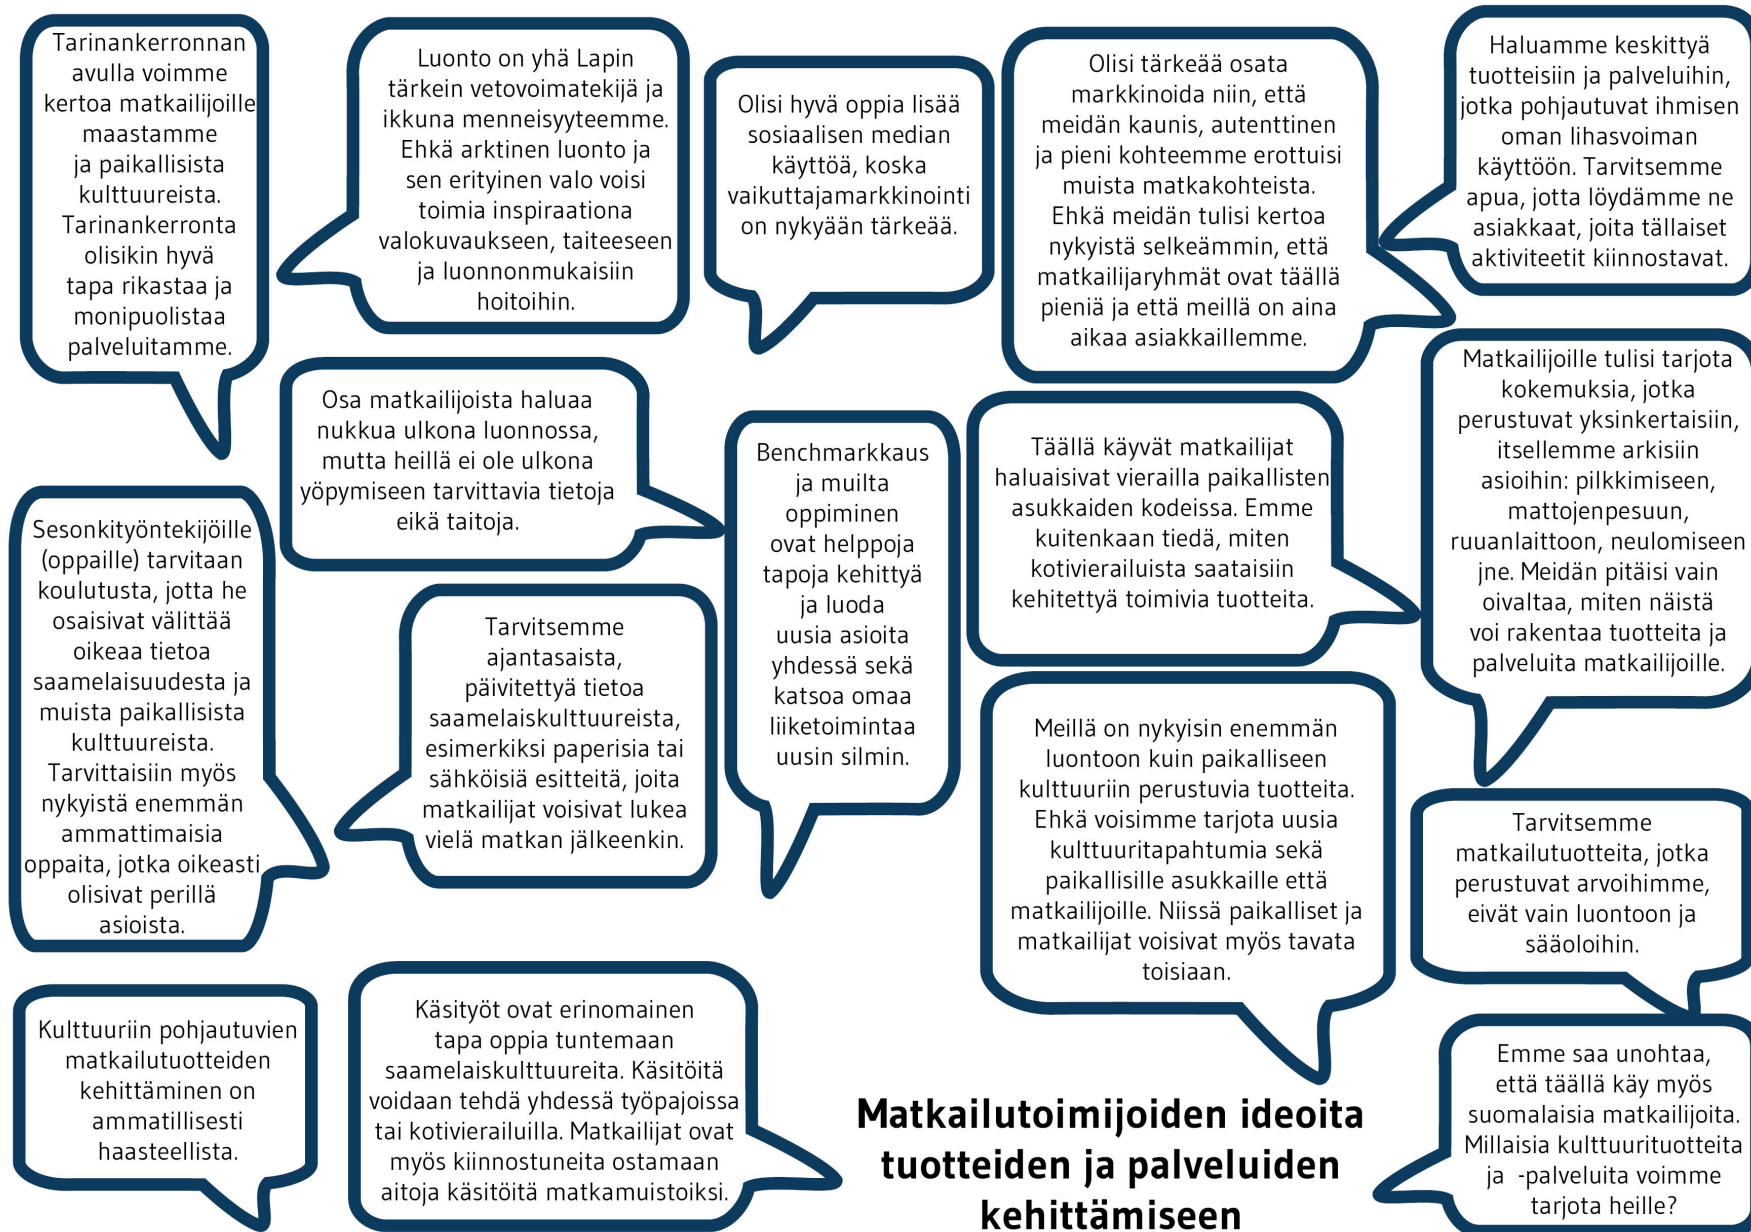 Tarinankerronnan
avulla voimme
kertoa matkailijoille
maastamme
ja paikallisista
kulttuureista.
Tarinankerronta
olisikin hyvä
tapa rikastaa ja
monipuolistaa
palveluitamme.
Luonto on yhä Lapin
tärkein vetovoimatekijä ja
ikkuna menneisyyteemme.
Ehkä arktinen luonto ja
sen erityinen valo voisi
toimia inspiraationa
valokuvaukseen, taiteeseen
ja luonnonmukaisiin
hoitoihin.
Olisi hyvä oppia lisää
sosiaalisen median
käyttöä, koska
vaikuttajamarkkinointi
on nykyään tärkeää.
Olisi tärkeää osata
markkinoida niin, että
meidän kaunis, autenttinen
ja pieni kohteemme erottuisi
muista matkakohteista.
Ehkä meidän tulisi kertoa
nykyistä selkeämmin, että
matkailijaryhmät ovat täällä
pieniä ja että meillä on aina
aikaa asiakkaillemme.
Haluamme keskittyä
tuotteisiin ja palveluihin,
jotka pohjautuvat ihmisen
oman lihasvoiman
käyttöön. Tarvitsemme
apua, jotta löydämme ne
asiakkaat, joita tällaiset
aktiviteetit kiinnostavat.
Osa matkailijoista haluaa
nukkua ulkona luonnossa,
mutta heillä ei ole ulkona
yöpymiseen tarvittavia tietoja
eikä taitoja.
Benchmarkkaus
ja muilta
oppiminen
ovat helppoja
tapoja kehittyä
ja luoda
uusia asioita
yhdessä sekä
katsoa omaa
liiketoimintaa
uusin silmin.
Täällä käyvät matkailijat
haluaisivat vierailla paikallisten
asukkaiden kodeissa. Emme
kuitenkaan tiedä, miten
kotivierailuista saataisiin
kehitettyä toimivia tuotteita.
Matkailijoille tulisi tarjota
kokemuksia, jotka
perustuvat yksinkertaisiin,
itsellemme arkisiin
asioihin: pilkkimiseen,
mattojenpesuun,
ruuanlaittoon, neulomiseen
jne. Meidän pitäisi vain
oivaltaa, miten näistä
voi rakentaa tuotteita ja
palveluita matkailijoille.
Sesonkityöntekijöille
(oppaille) tarvitaan
koulutusta, jotta he
osaisivat välittää
oikeaa tietoa
saamelaisuudesta ja
muista paikallisista
kulttuureista.
Tarvittaisiin myös
nykyistä enemmän
ammattimaisia
oppaita, jotka oikeasti
olisivat perillä
asioista.
Tarvitsemme
ajantasaista,
päivitettyä tietoa
saamelaiskulttuureista,
esimerkiksi paperisia tai
sähköisiä esitteitä, joita
matkailijat voisivat lukea
vielä matkan jälkeenkin.
Meillä on nykyisin enemmän
luontoon kuin paikalliseen
kulttuuriin perustuvia tuotteita.
Ehkä voisimme tarjota uusia
kulttuuritapahtumia sekä
paikallisille asukkaille että
matkailijoille. Niissä paikalliset ja
matkailijat voisivat myös tavata
toisiaan.
Tarvitsemme
matkailutuotteita, jotka
perustuvat arvoihimme,
eivät vain luontoon ja
sääoloihin.
Kulttuuriin pohjautuvien
matkailutuotteiden
kehittäminen on
ammatillisesti
haasteellista.
Käsityöt ovat erinomainen
tapa oppia tuntemaan
saamelaiskulttuureita. Käsitöitä
voidaan tehdä yhdessä työpajoissa
tai kotivierailuilla. Matkailijat ovat
myös kiinnostuneita ostamaan
aitoja käsitöitä matkamuistoiksi.
Matkailutoimijoiden ideoita
tuotteiden ja palveluiden
kehittämiseen
Emme saa unohtaa,
että täällä käy myös
suomalaisia matkailijoita.
Millaisia kulttuurituotteita
ja -palveluita voimme
tarjota heille?